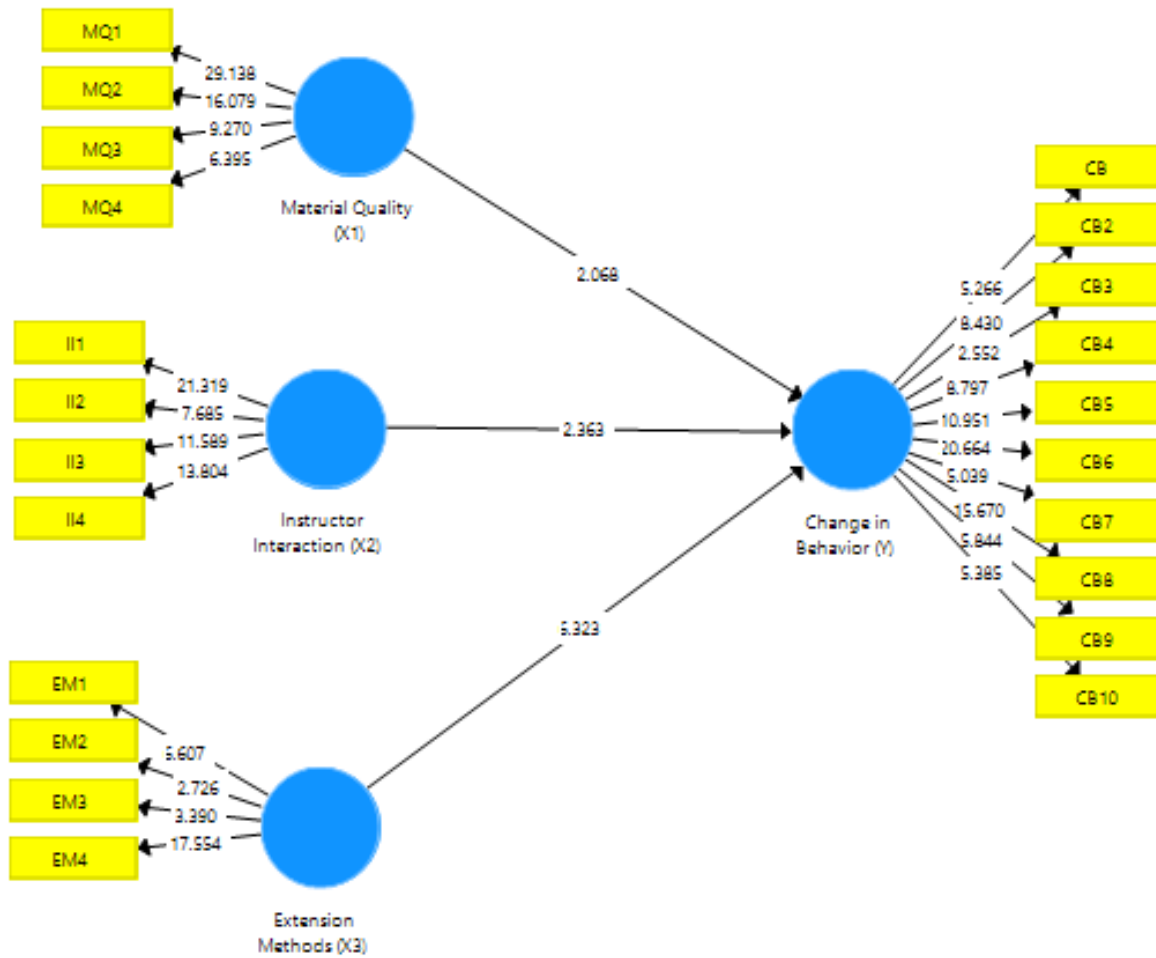 MQ1
MQ2
MQ3
MQ4
29.138
16.079
9.270
6.395
Material Quality
(X1)
2.068
II1
II2
II3
II4
21.319
7.685
11.589
13.804
Instructor
Interaction (X2)
2.363
EM1
EM2
EM3
EM4
2.726
3.390
17.554
Extension
Methods (X3)
Change in
Behavior (Y)
5.266
8.430
2.552
8.797
10.951
20.664
5.039
15.670
5.844
5.385
CB
CB2
CB3
CB4
CB5
CB6
CB7
CB8
CB9
CB10